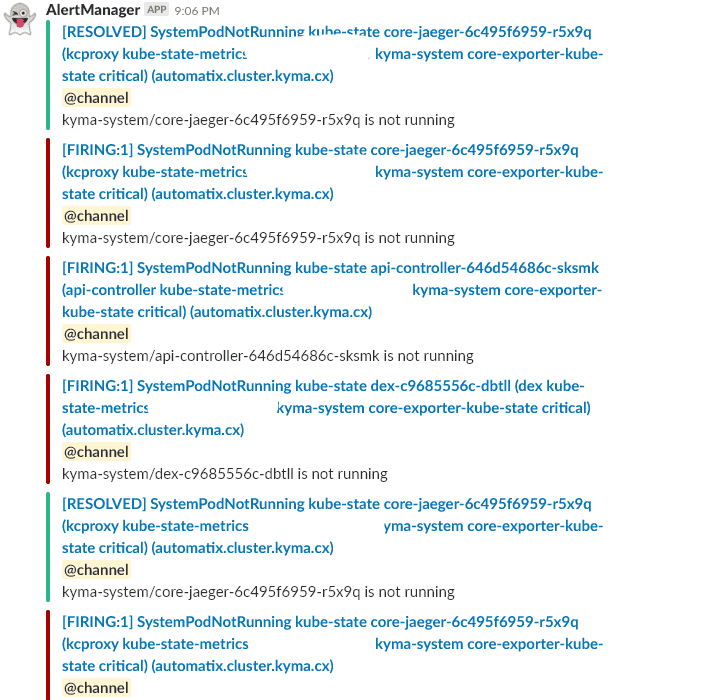 AlertManager APP 9:06 PM
[RESOLVED] SystemPodNotRunning kube-state core-jaeger-6c495f6959-r5x9q
(kcproxy kube-state-metrics kyma-system core-exporter-kube-
state critical) (automatix.cluster.kyma.cx)
@channel
kyma-system/core-jaeger-6c495f6959-r5x9q is not running
[FIRING:1] SystemPodNotRunning kube-state core-jaeger-6c495f6959-r5x9q
(kcproxy kube-state-metrics kyma-system core-exporter-kube-
state critical) (automatix.cluster.kyma.cx)
@channel
kyma-system/core-jaeger-6c495f6959-r5x9q is not running
[FIRING:1] SystemPodNotRunning kube-state api-controller-646d54686c-sksmk
(api-controller kube-state-metrics kyma-system core-exporter-
kube-state critical) (automatix.cluster.kyma.cx)
@channel
kyma-system/api-controller-646d54686c-sksmk is not running
[FIRING:1] SystemPodNotRunning kube-state dex-c9685556c-dbtll (dex kube-
state-metrics kyma-system core-exporter-kube-state critical)
(automatix.cluster.kyma.cx)
@channel
kyma-system/dex-c9685556c-dbtll is not running
[RESOLVED] SystemPodNotRunning kube-state core-jaeger-6c495f6959-r5x9q
(kcproxy kube-state-metrics yma-system core-exporter-kube-
state critical) (automatix.cluster.kyma.cx)
@channel
kyma-system/core-jaeger-6c495f6959-r5x9q is not running
[FIRING:1] SystemPodNotRunning kube-state core-jaeger-6c495f6959-r5x9q
(kcproxy kube-state-metrics kyma-system core-exporter-kube-
state critical) (automatix.cluster.kyma.cx)
@channel